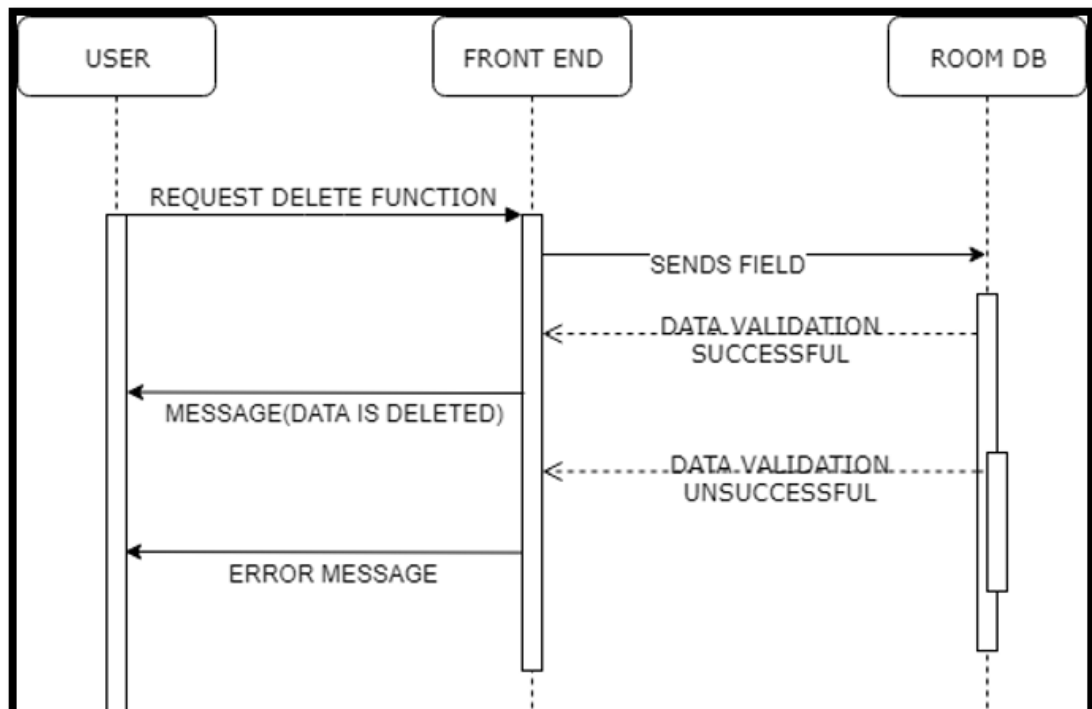 USER
FRONT END
ROOM DB
REQUEST DELETE FUNCTION
SENDS FIELD
DATA VALIDATION
SUCCESSFUL
MESSAGE(DATA IS DELETED)
DATA VALIDATION
UNSUCCESSFUL
ERROR MESSAGE